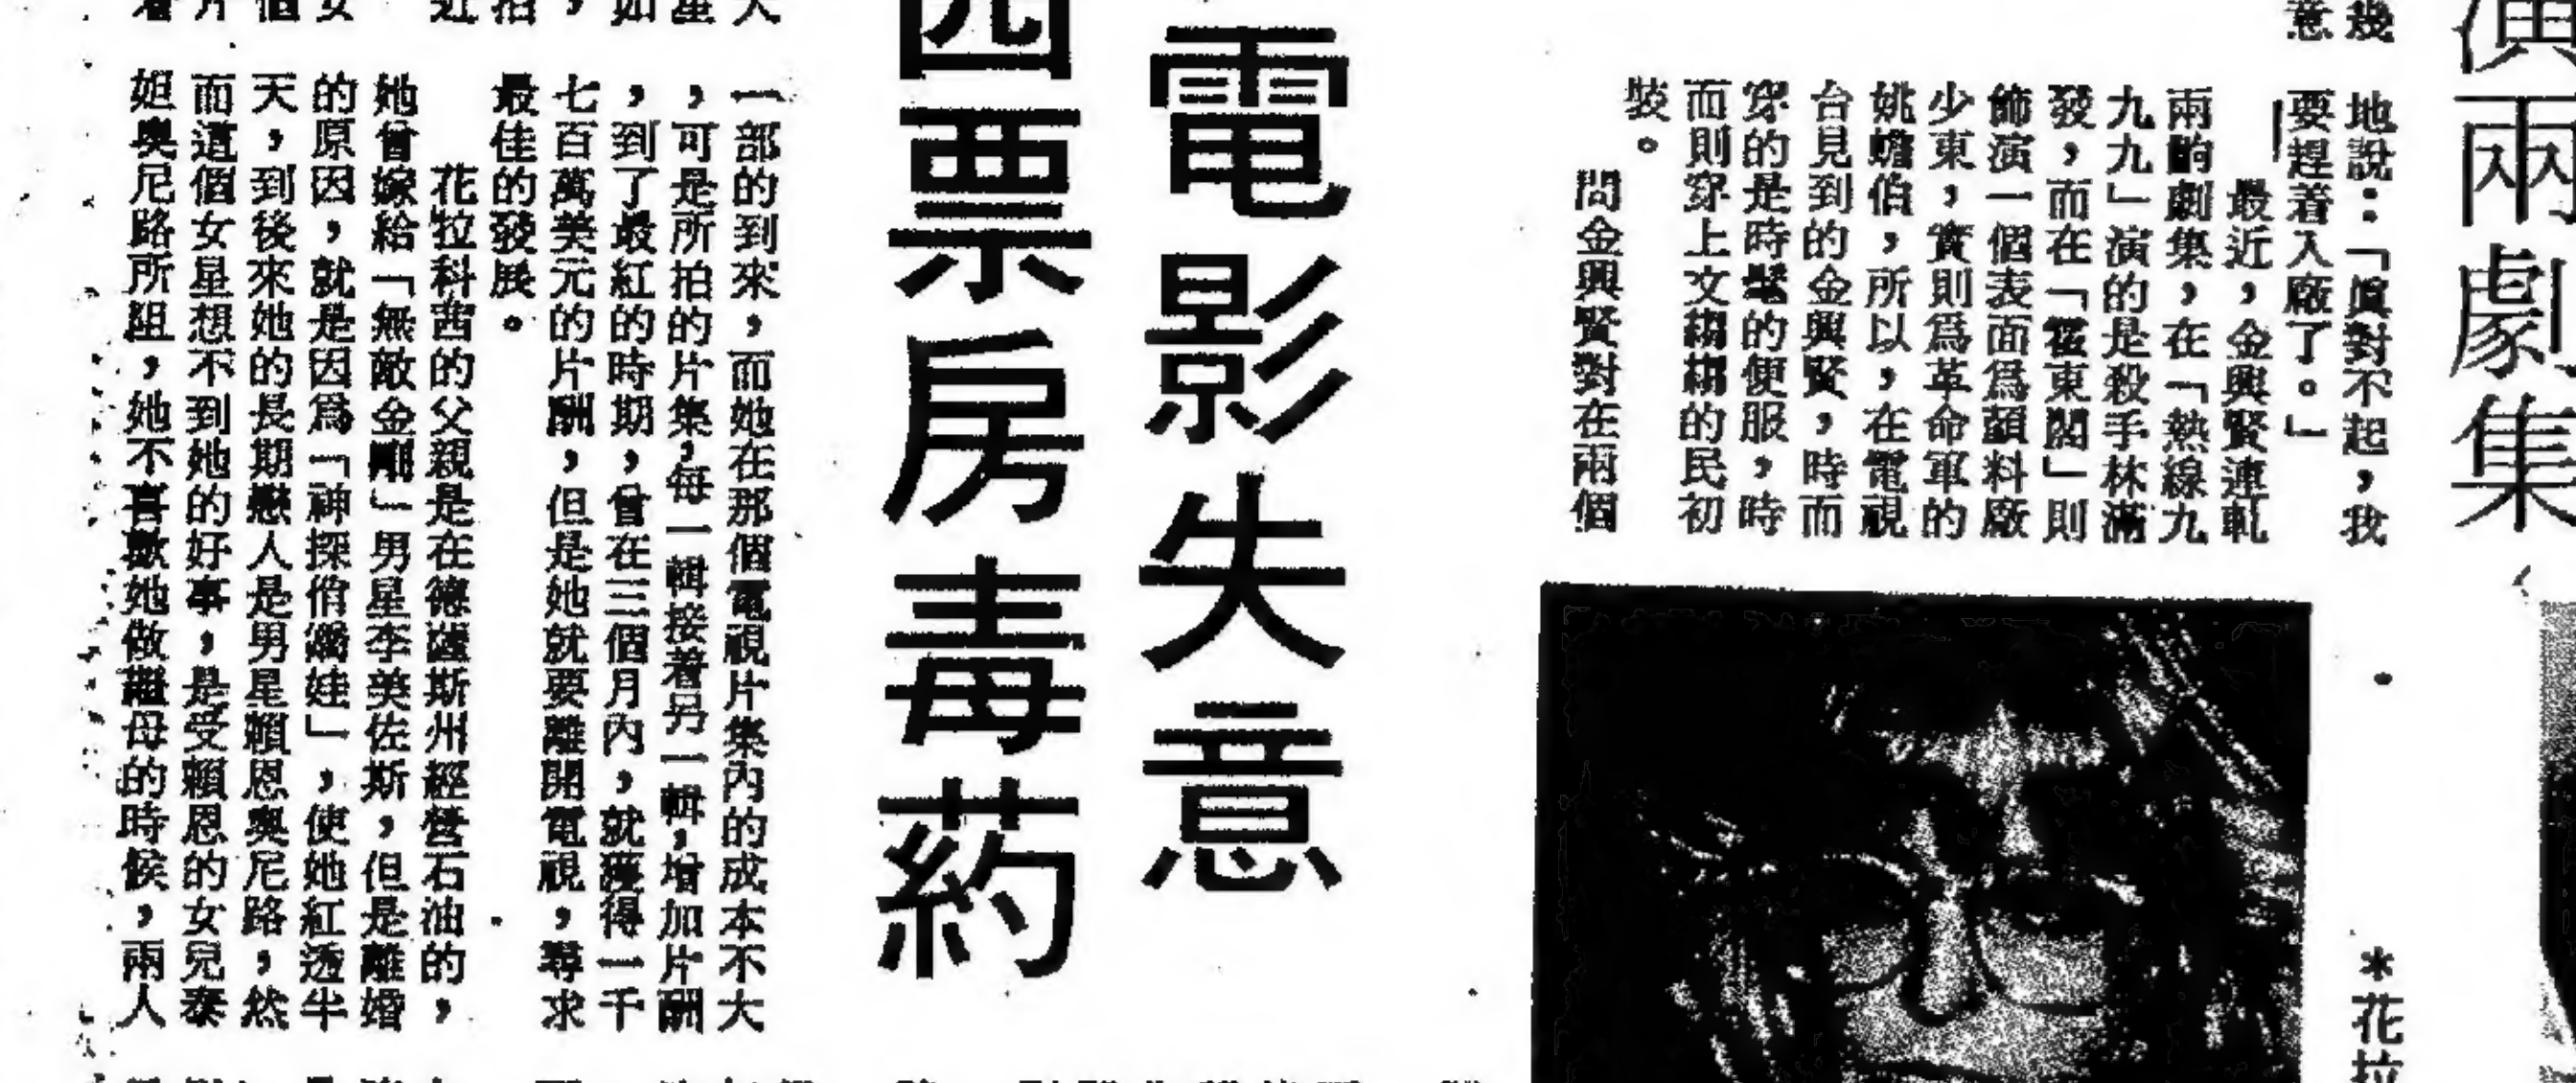 演兩劇集
幾
意
地說：「眞對不起，我
要趕着入廠了。」
最近，金興賢連軋
兩齣劇集，在「熱線九
九九」演的是殺手林滿
發，而在「東閣」則
飾演一個表面爲顏料廠
少東，實則爲革命軍的
姚蟾伯，所以，在電視
台見到的金興賢，時而
穿的是時髦的便服，時
而則穿上文縐縐的民初
裝。
問金興賢對在兩個
＊花拉
電影失意
西票房毒葯
一部的到來，而她在那個電視片集內的成本不大
，可是所拍的片集，每一輯接着另一輯，增加片酬
，到了最紅的時期，曾在三個月內，就獲得一千
七百萬美元的片酬，但是她就要離開電視，尋求
最佳的發展。
花拉科茜的父親是在德薩斯州經營石油的，
她曾嫁給「無敵金剛」男星李美佐斯，但是離婚
的原因，就是因爲「神探俏嬌娃」，使她紅透半
天，到後來她的長期戀人是男星賴恩奧尼路，然
而這個女星想不到她的好事，是受賴恩的女兒泰
妲奧尼路所阻，她不喜歡她做繼母的時候，兩人